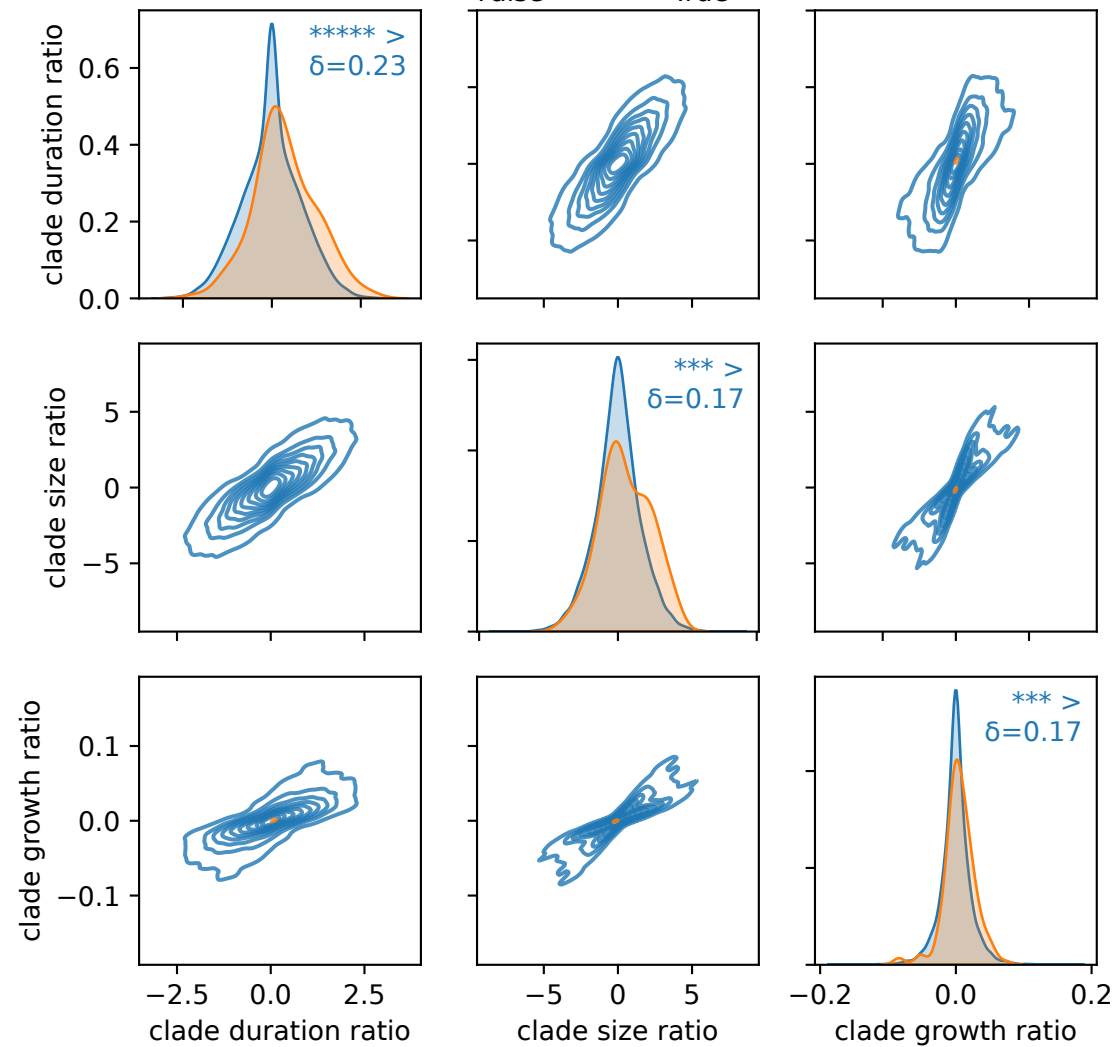 clade duration ratio
0.6
0.4
0.2
0.0
***** >
δ=0.23
clade size ratio
5
0
−5
*** >
δ=0.17
clade growth ratio
0.1
0.0
−0.1
*** >
δ=0.17
−2.5 0.0 2.5
−5 0 5
−0.2 0.0 0.2
clade duration ratio
clade size ratio
clade growth ratio